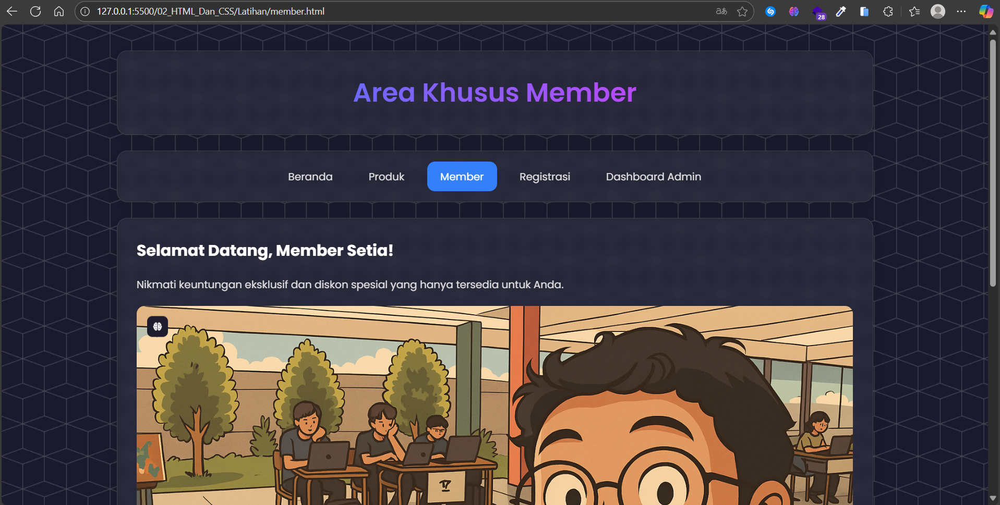 127.0.0.1:5500/02_HTML_Dan_CSS/Latihan/member.html
28
Area Khusus Member
Beranda Produk Member Registrasi Dashboard Admin
Selamat Datang, Member Setia!
Nikmati keuntungan eksklusif dan diskon spesial yang hanya tersedia untuk Anda.